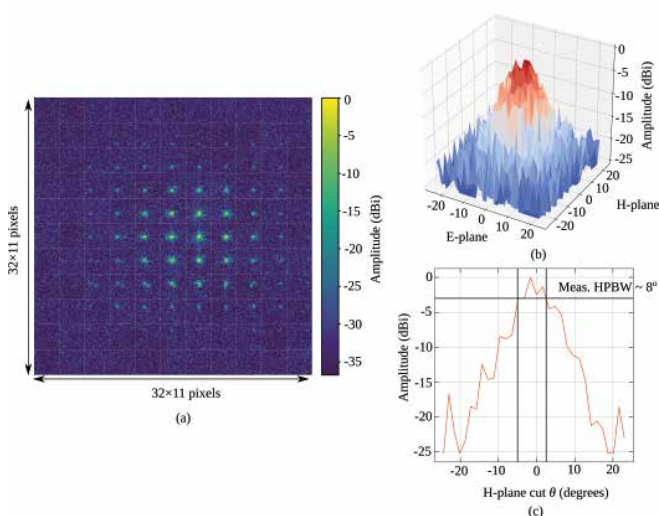 32×11 pixels
32×11 pixels
(a)
0
-5
-10
-15
-20
-25
-30
-35
Amplitude (dBi)
0
-5
-10
-15
-20
-25
Amplitude (dBi)
-20
-10
0
10
20
E-plane
-20
-10
0
10
20
H-plane
(b)
Meas. HPBW ~ 8°
0
-5
-10
-15
-20
-25
Amplitude (dBi)
-20
-10
0
10
20
H-plane cut θ (degrees)
(c)